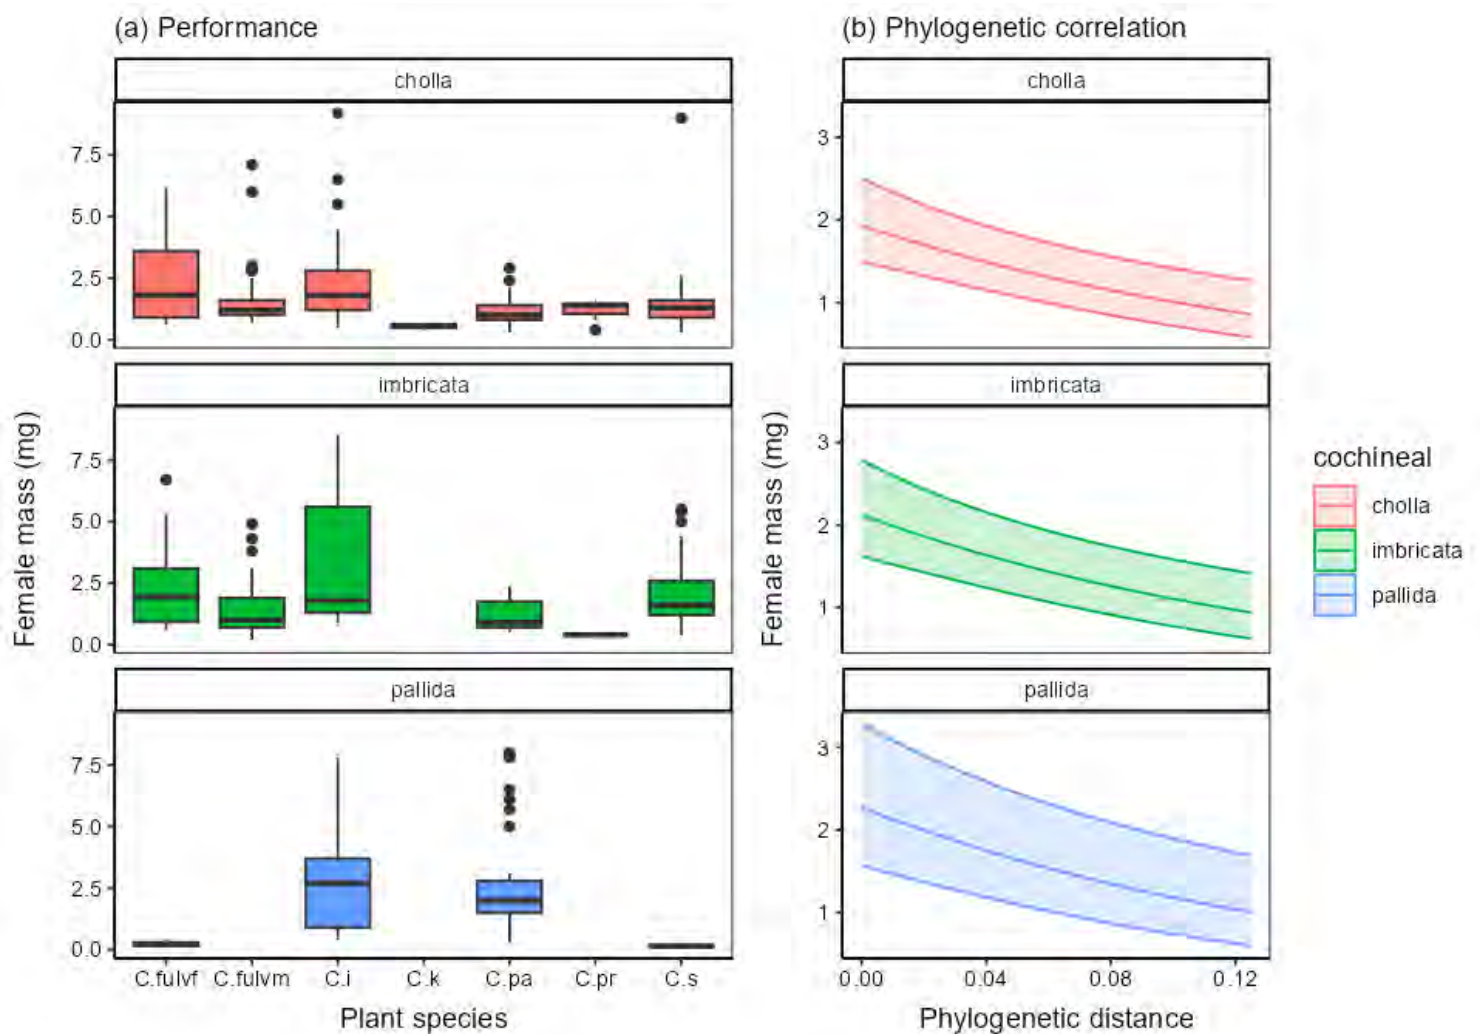 (a) Performance
(b) Phylogenetic correlation
cholla
cholla
7.5
5.0
2.5
0.0
3
2
1
imbricata
imbricata
7.5
5.0
2.5
0.0
3
2
1
pallida
pallida
7.5
5.0
2.5
0.0
3
2
1
Female mass (mg)
Female mass (mg)
cochineal
cholla
imbricata
pallida
C.fulvf C.fulvm C.i C.k C.pa C.pr C.s
0.00 0.04 0.08 0.12
Plant species
Phylogenetic distance